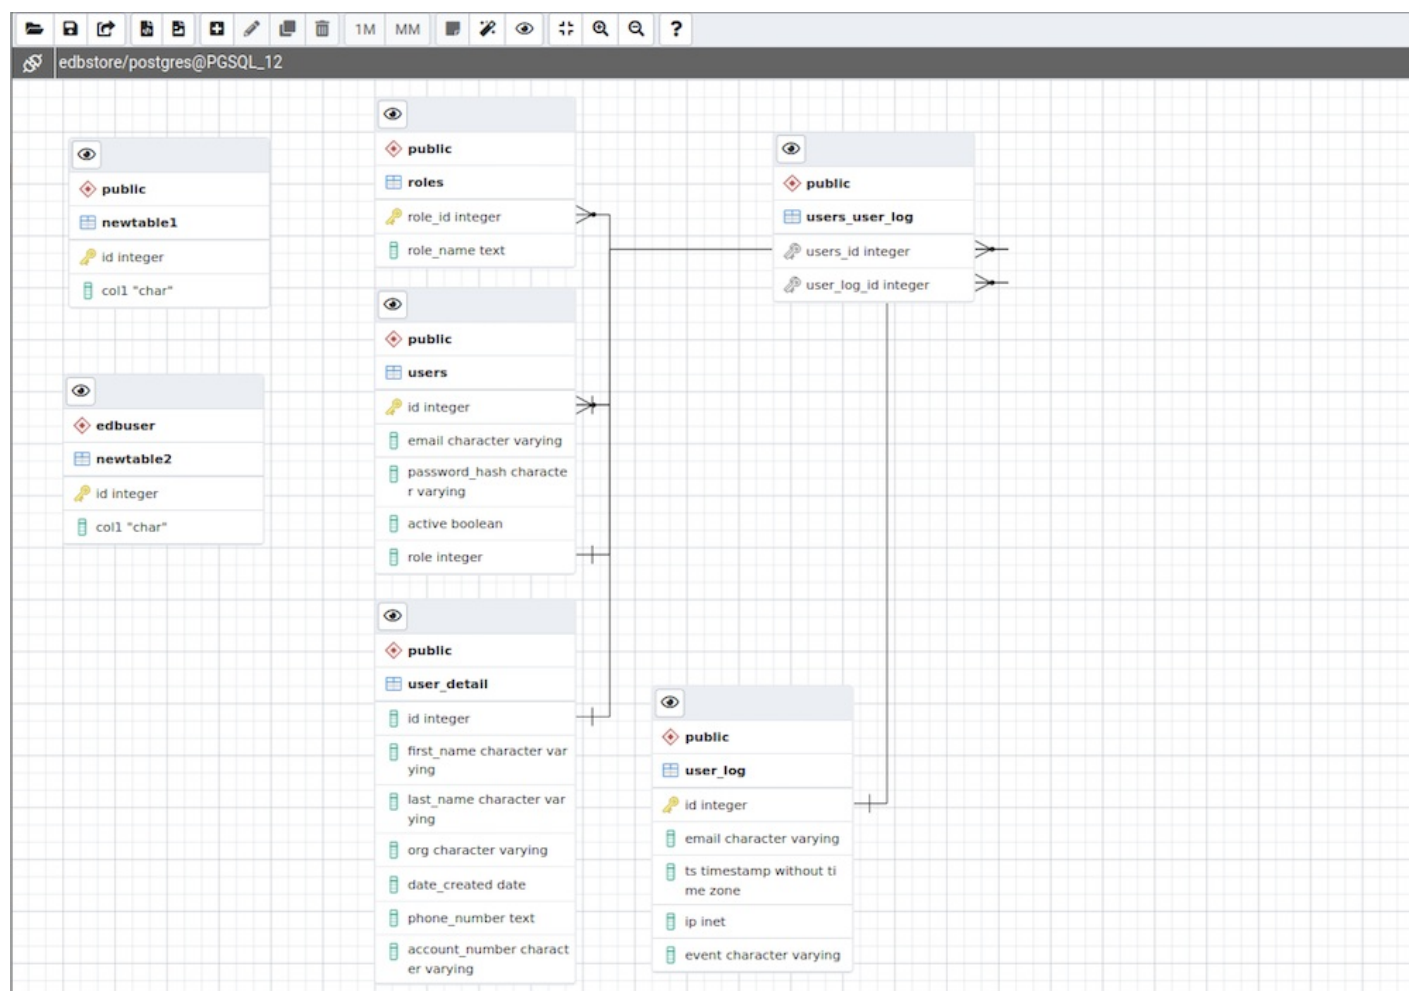 1M MM ?
edbstore/postgres@PGSQL_12
public
newtable1
id integer
col1 "char"
edbuser
newtable2
id integer
col1 "char"
public
roles
role_id integer
role_name text
public
users
id integer
email character varying
password_hash characte
r varying
active boolean
role integer
public
user_detail
id integer
first_name character var
ying
last_name character var
ying
org character varying
date_created date
phone_number text
account_number charact
er varying
public
users_user_log
users_id integer
user_log_id integer
public
user_log
id integer
email character varying
ts timestamp without ti
me zone
ip inet
event character varying